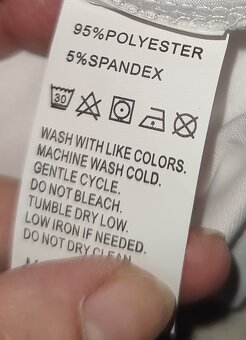 95%POLYESTER
5%SPANDEX
30
WASH WITH LIKE COLORS.
MACHINE WASH COLD.
GENTLE CYCLE.
DO NOT BLEACH.
TUMBLE DRY LOW.
LOW IRON IF NEEDED.
DO NOT DRY CLEAN